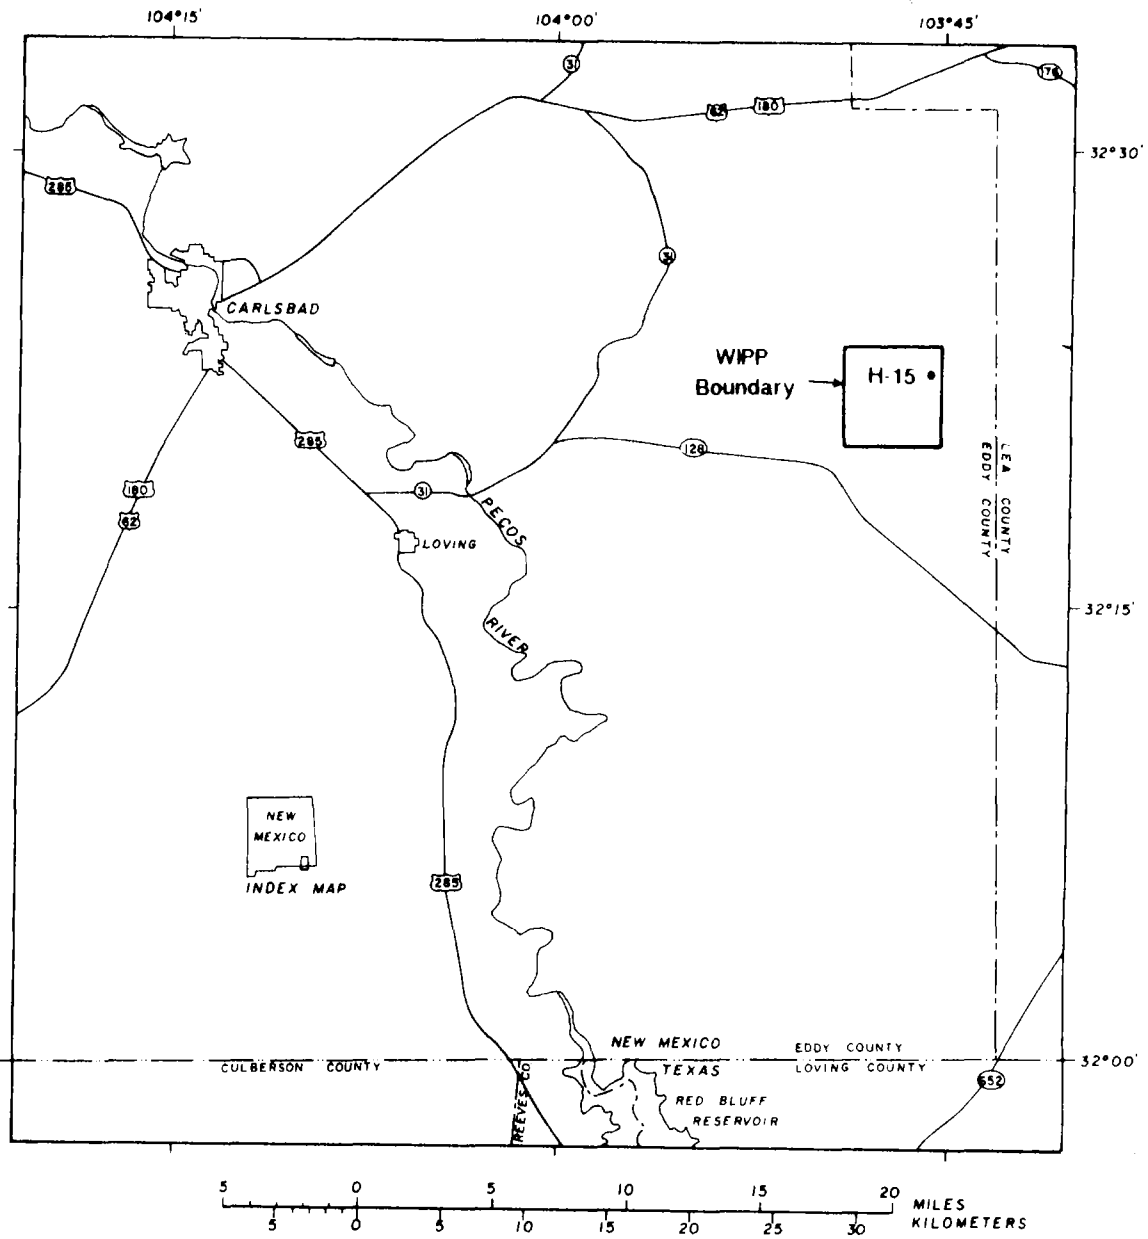 104°15'
104°00'
103°45'
31
176
62
180
32°30'
285
31
CARLSBAD
WIPP
Boundary
H-15
285
128
180
62
31
PECOS
LOVING
LEA COUNTY
EDDY COUNTY
32°15'
RIVER
NEW
MEXICO
INDEX MAP
285
NEW MEXICO
EDDY COUNTY
32°00'
CULBERSON COUNTY
TEXAS
LOVING COUNTY
652
REEVES CO
RED BLUFF
RESERVOIR
5 0 5 10 15 20
MILES
5 0 5 10 15 20 25 30
KILOMETERS